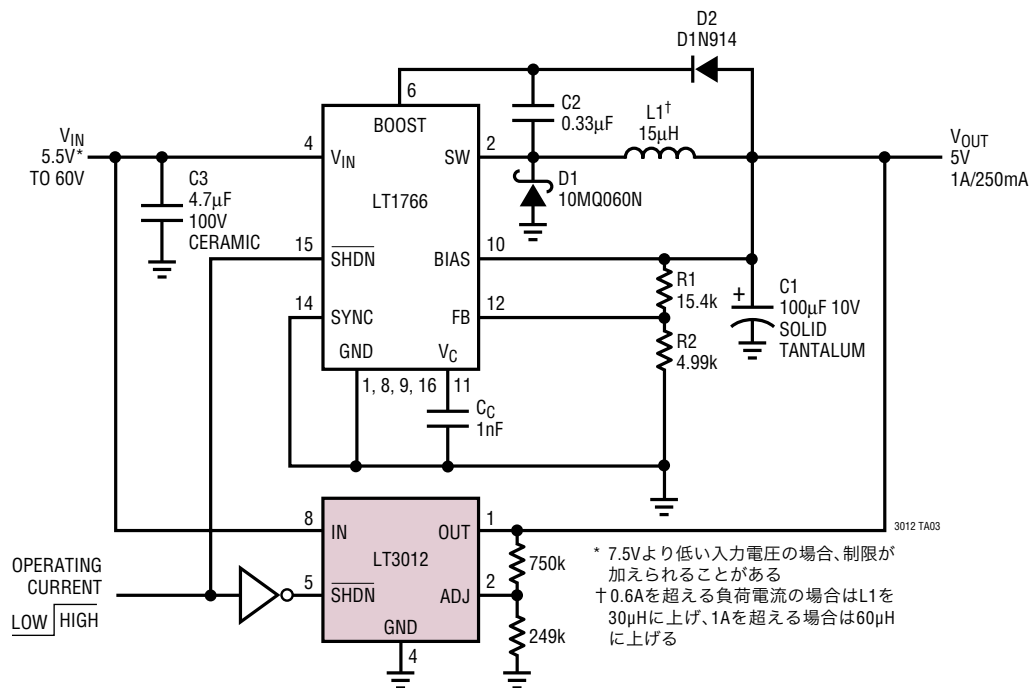 D2
D1N914
6
BOOST
C2
0.33µF
L1†
15µH
VIN
5.5V*
TO 60V
4
VIN
SW
2
VOUT
5V
1A/250mA
C3
4.7µF
100V
CERAMIC
LT1766
D1
10MQ060N
15
SHDN
BIAS
10
R1
15.4k
C1
100µF 10V
SOLID
TANTALUM
+
14
SYNC
FB
12
R2
4.99k
GND
VC
1, 8, 9, 16
11
CC
1nF
8
IN
OUT
1
3012 TA03
LT3012
750k
OPERATING
CURRENT
LOW HIGH
5
SHDN
ADJ
2
GND
4
249k
* 7.5Vより低い入力電圧の場合、制限が
加えられることがある
†0.6Aを超える負荷電流の場合はL1を
30µHに上げ、1Aを超える場合は60µH
に上げる